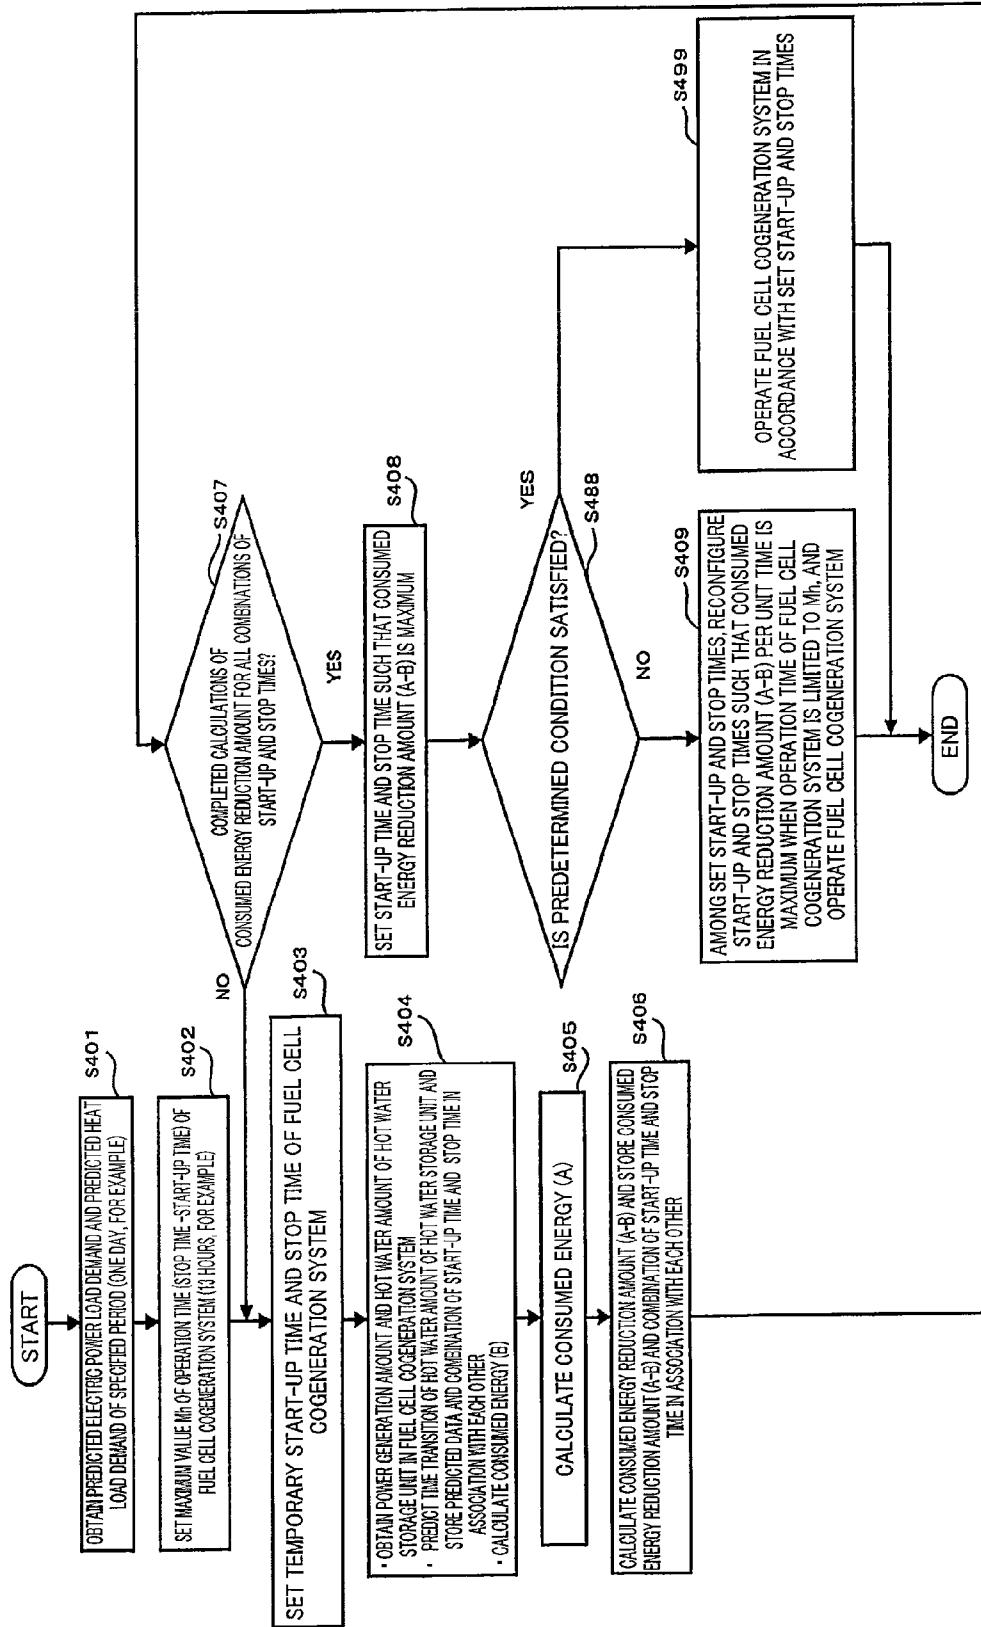 START
S401
OBTAIN PREDICTED ELECTRIC POWER LOAD DEMAND AND PREDICTED HEAT
LOAD DEMAND OF SPECIFIED PERIOD (ONE DAY, FOR EXAMPLE)
S402
SET MAXIMUM VALUE Mh OF OPERATION TIME (STOP TIME -START-UP TIME) OF
FUEL CELL COGENERATION SYSTEM (13 HOURS, FOR EXAMPLE)
S403
SET TEMPORARY START-UP TIME AND STOP TIME OF FUEL CELL
COGENERATION SYSTEM
S404
· OBTAIN POWER GENERATION AMOUNT AND HOT WATER AMOUNT OF HOT WATER
STORAGE UNIT IN FUEL CELL COGENERATION SYSTEM
· PREDICT TIME TRANSITION OF HOT WATER AMOUNT OF HOT WATER STORAGE UNIT AND
STORE PREDICTED DATA AND COMBINATION OF START-UP TIME AND STOP TIME IN
ASSOCIATION WITH EACH OTHER
· CALCULATE CONSUMED ENERGY (B)
S405
CALCULATE CONSUMED ENERGY (A)
S406
CALCULATE CONSUMED ENERGY REDUCTION AMOUNT (A-B) AND STORE CONSUMED
ENERGY REDUCTION AMOUNT (A-B) AND COMBINATION OF START-UP TIME AND STOP
TIME IN ASSOCIATION WITH EACH OTHER
S407
COMPLETED CALCULATIONS OF
CONSUMED ENERGY REDUCTION AMOUNT FOR ALL COMBINATIONS OF
START-UP AND STOP TIMES?
NO
YES
S408
SET START-UP TIME AND STOP TIME SUCH THAT CONSUMED
ENERGY REDUCTION AMOUNT (A-B) IS MAXIMUM
YES
S488
IS PREDETERMINED CONDITION SATISFIED?
NO
S409
AMONG SET START-UP AND STOP TIMES, RECONFIGURE
START-UP AND STOP TIMES SUCH THAT CONSUMED
ENERGY REDUCTION AMOUNT (A-B) PER UNIT TIME IS
MAXIMUM WHEN OPERATION TIME OF FUEL CELL
COGENERATION SYSTEM IS LIMITED TO Mh, AND
OPERATE FUEL CELL COGENERATION SYSTEM
S499
OPERATE FUEL CELL COGENERATION SYSTEM IN
ACCORDANCE WITH SET START-UP AND STOP TIMES
END